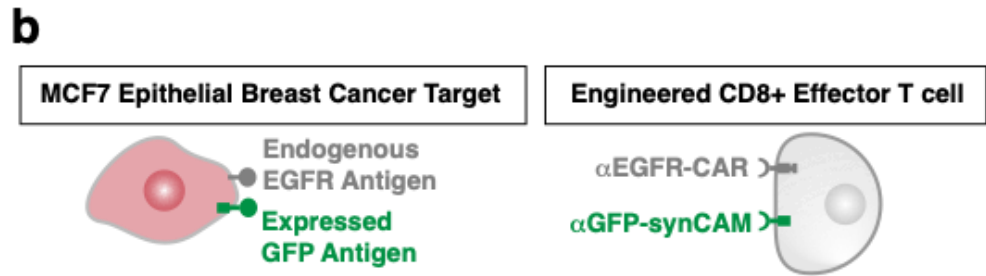 b
MCF7 Epithelial Breast Cancer Target
Engineered CD8+ Effector T cell
Endogenous
EGFR Antigen
Expressed
GFP Antigen
αEGFR-CAR
αGFP-synCAM